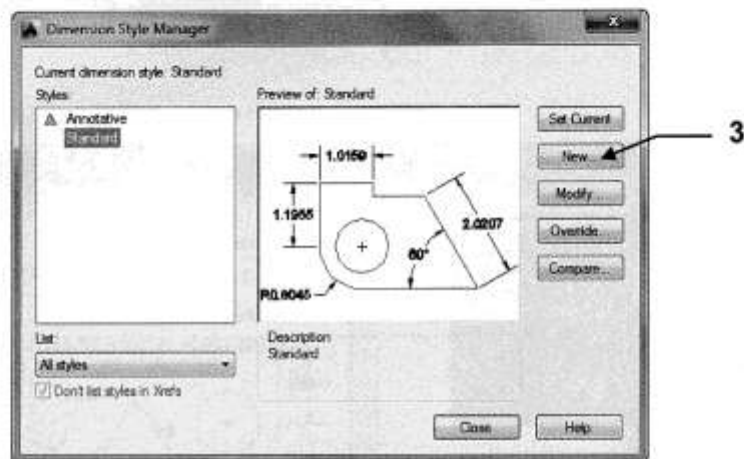 Dimension Style Manager
Current dimension style: Standard
Styles:
Annotative
Standard
Preview of: Standard
1.0159
1.1955
2.0207
60°
R0.8045
Set Current
New...
3
Modify...
Override...
Compare...
List:
All styles
Don't list styles in Xrefs
Description
Standard
Close
Help